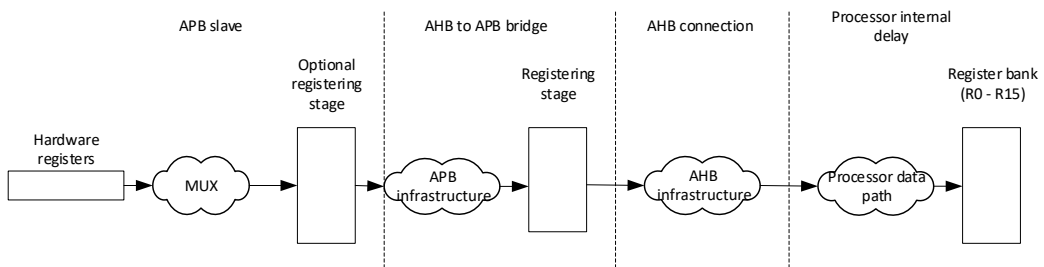 APB slave
AHB to APB bridge
AHB connection
Processor internal
delay
Optional
registering
stage
Registering
stage
Register bank
(R0 - R15)
Hardware
registers
MUX
APB
infrastructure
AHB
infrastructure
Processor data
path